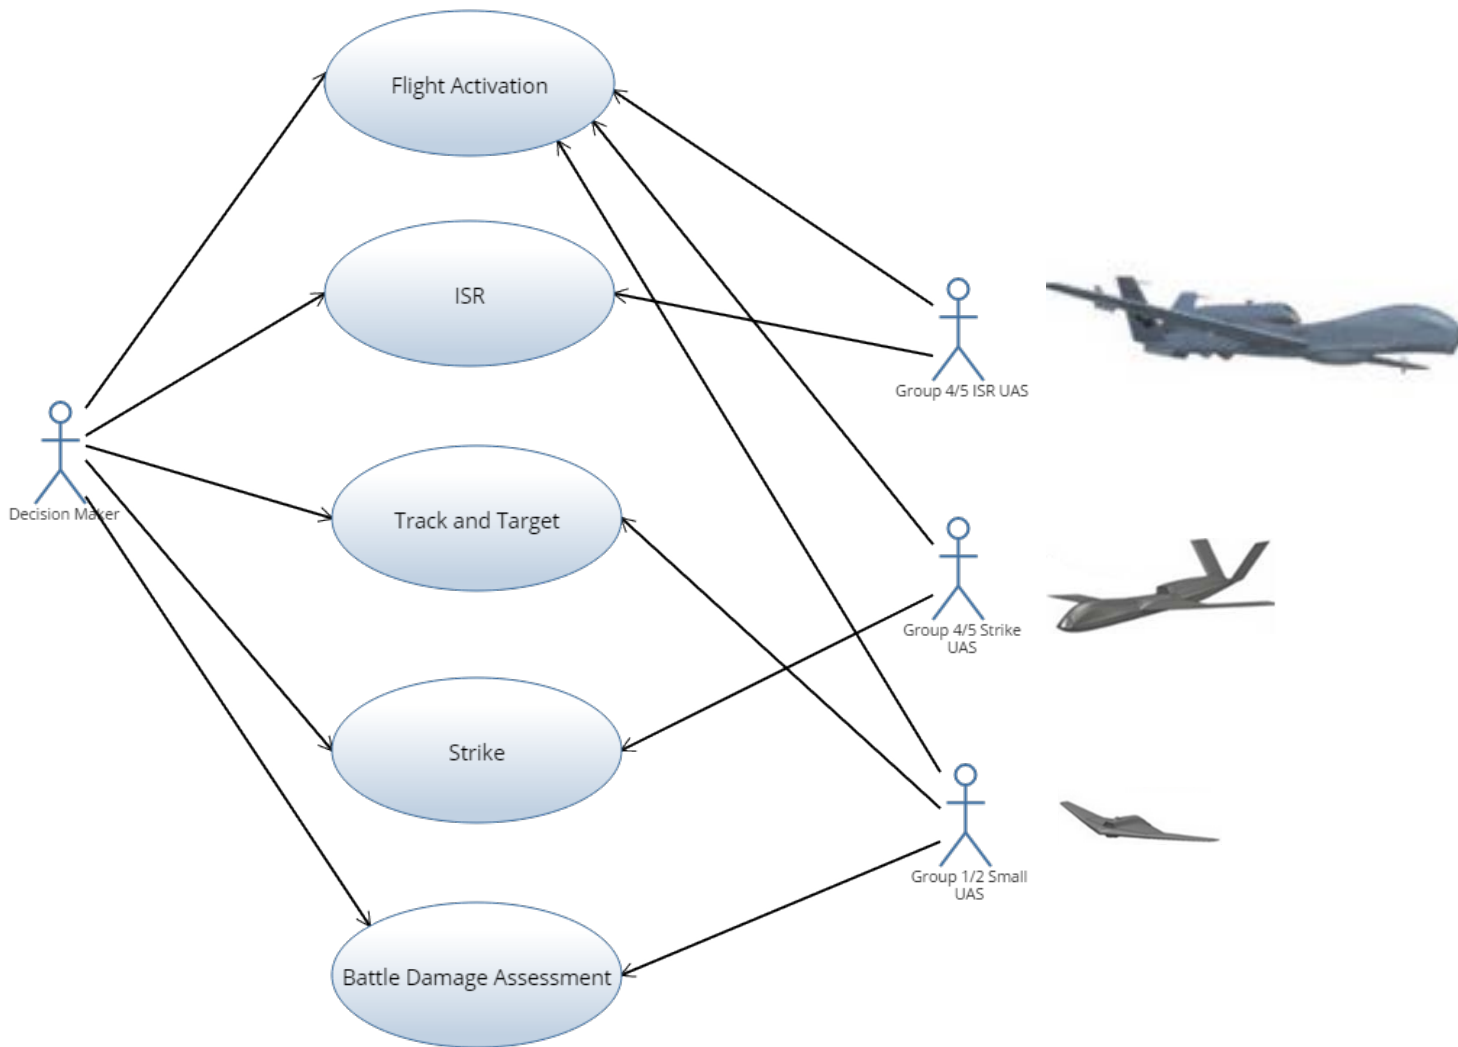 Flight Activation
ISR
Group 4/5 ISR UAS
Decision Maker
Track and Target
Group 4/5 Strike
UAS
Strike
Group 1/2 Small
UAS
Battle Damage Assessment